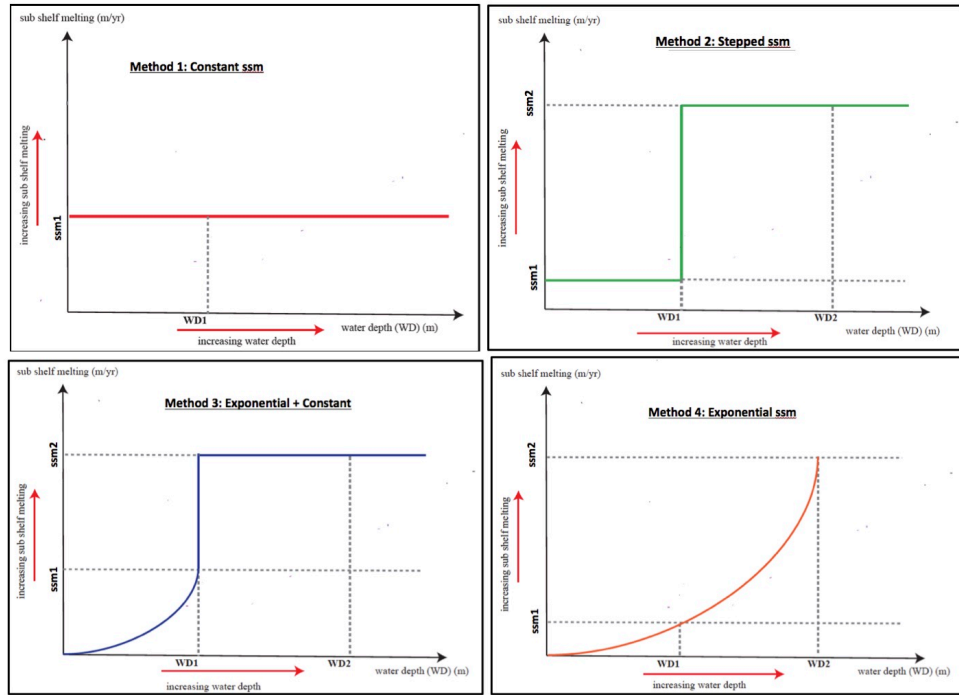 sub shelf melting (m/yr)
Method 1: Constant ssm
increasing sub shelf melting
ssm1
WD1
water depth (WD) (m)
increasing water depth
sub shelf melting (m/yr)
Method 2: Stepped ssm
ssm2
increasing sub shelf melting
ssm1
WD1
WD2
water depth (WD) (m)
increasing water depth
sub shelf melting (m/yr)
Method 3: Exponential + Constant
ssm2
increasing sub shelf melting
ssm1
WD1
WD2
water depth (WD) (m)
increasing water depth
sub shelf melting (m/yr)
Method 4: Exponential ssm
ssm2
increasing sub shelf melting
ssm1
WD1
WD2
water depth (WD) (m)
increasing water depth